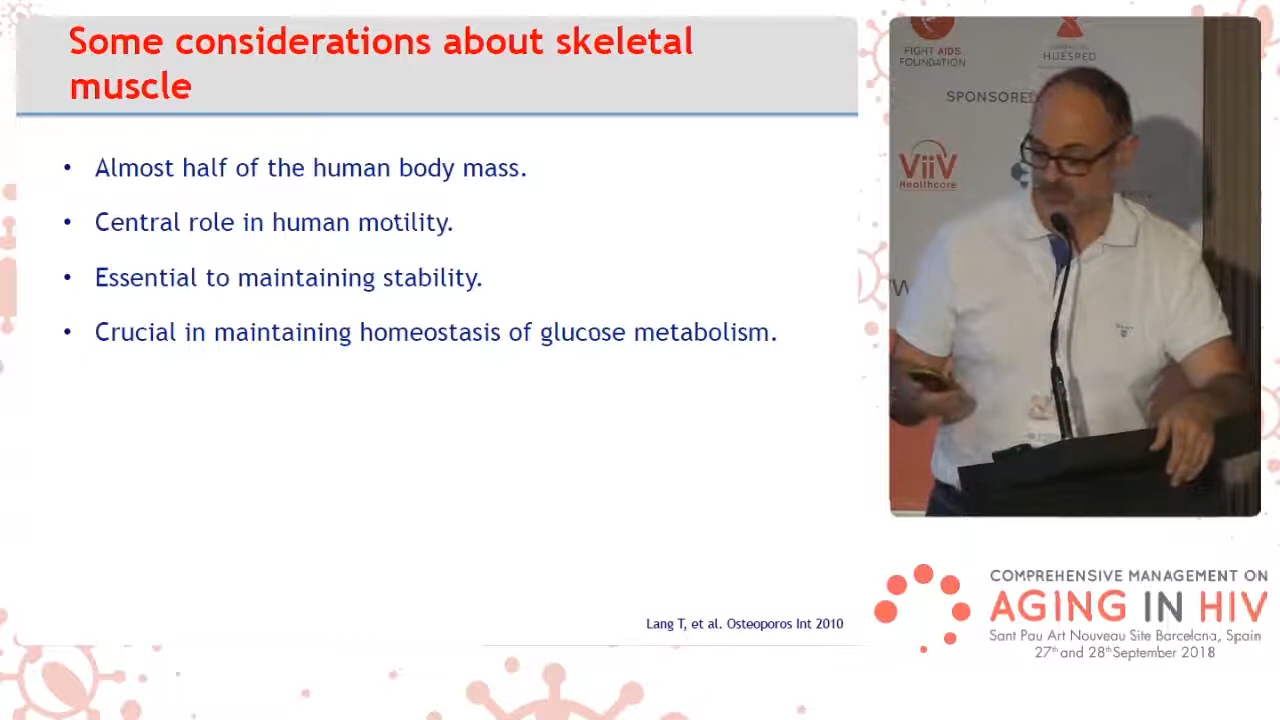 Some considerations about skeletal
muscle
• Almost half of the human body mass.
• Central role in human motility.
• Essential to maintaining stability.
• Crucial in maintaining homeostasis of glucose metabolism.
Lang T, et al. Osteoporos Int 2010
FIGHT AIDS
FOUNDATION
HUESPED
SPONSORED
ViiV
Healthcare
W
COMPREHENSIVE MANAGEMENT ON
AGING IN HIV
Sant Pau Art Nouveau Site Barcelona, Spain
27th and 28th September 2018